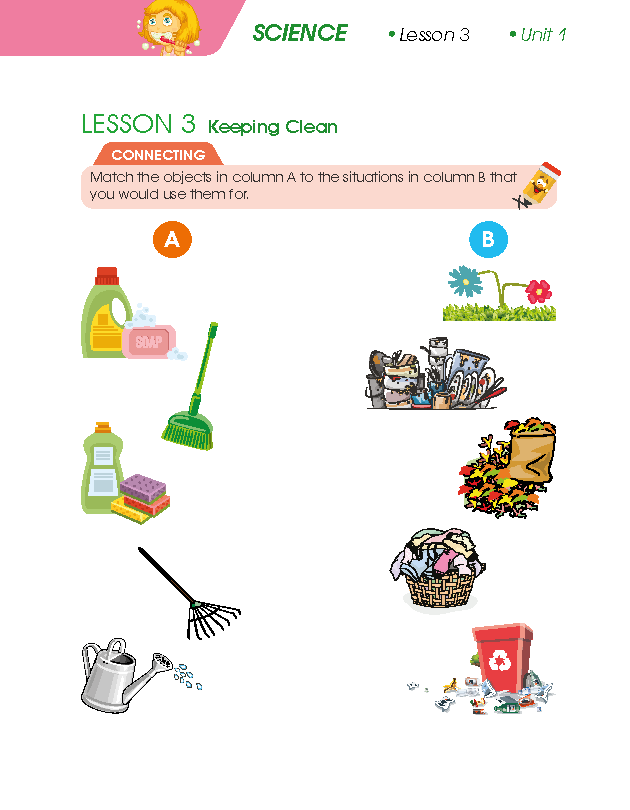 SCIENCE • Lesson 3 • Unit 1
LESSON 3 Keeping Clean
CONNECTING
Match the objects in column A to the situations in column B that
you would use them for.
A B
SOAP